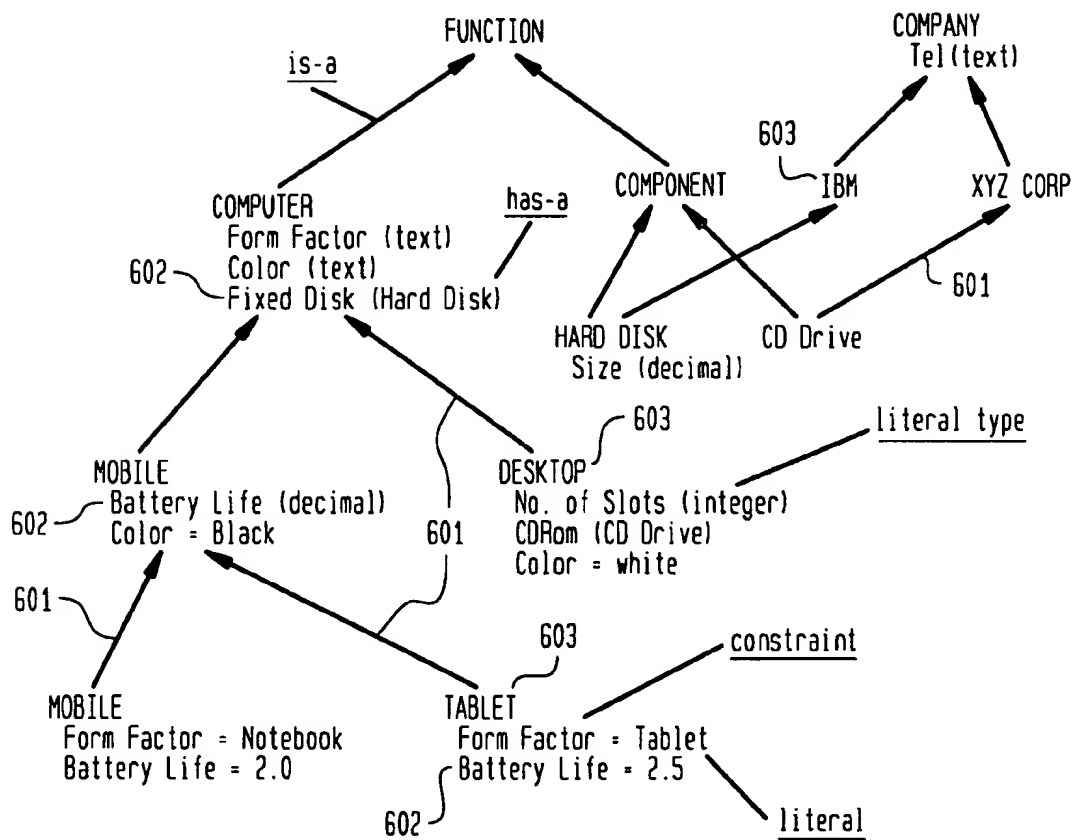 FUNCTION
COMPANY
Tel(text)
is-a
603
COMPONENT
IBM
XYZ CORP
COMPUTER
Form Factor (text)
Color (text)
Fixed Disk (Hard Disk)
has-a
602
601
HARD DISK
Size (decimal)
CD Drive
603
literal type
MOBILE
Battery Life (decimal)
Color = Black
602
DESKTOP
No. of Slots (integer)
CDRom (CD Drive)
Color = white
601
601
603
constraint
MOBILE
Form Factor = Notebook
Battery Life = 2.0
TABLET
Form Factor = Tablet
Battery Life = 2.5
602
literal